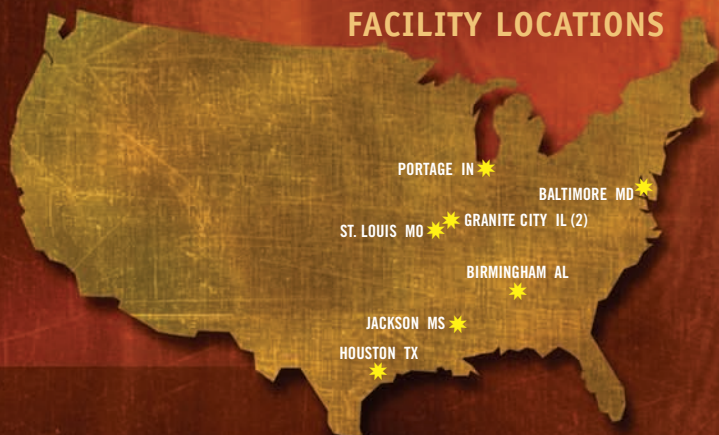 FACILITY LOCATIONS
PORTAGE IN
BALTIMORE MD
GRANITE CITY IL (2)
ST. LOUIS MO
BIRMINGHAM AL
JACKSON MS
HOUSTON TX